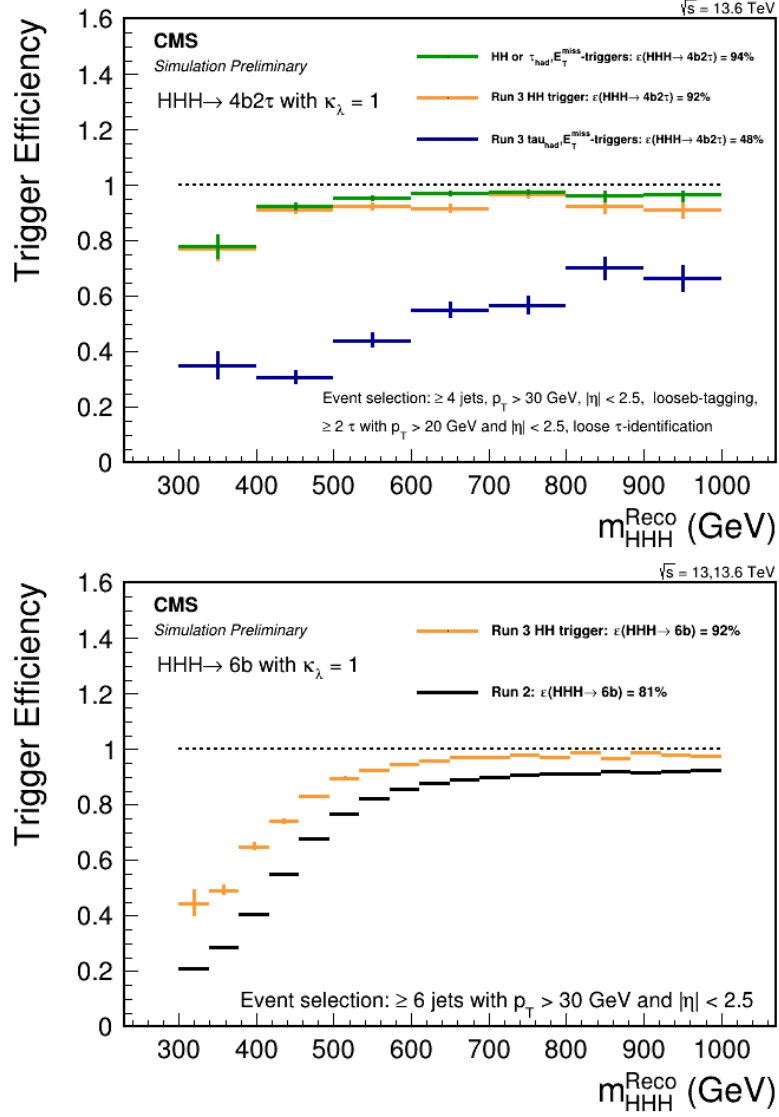 √s = 13.6 TeV
1.6
CMS
HH or τhad,ETmiss-triggers: ε(HHH→ 4b2τ) = 94%
Simulation Preliminary
1.4
HHH→ 4b2τ with κλ = 1
Run 3 HH trigger: ε(HHH→ 4b2τ) = 92%
1.2
Run 3 tauhad,ETmiss-triggers: ε(HHH→ 4b2τ) = 48%
Trigger Efficiency
1
0.8
0.6
0.4
Event selection: ≥ 4 jets, pT > 30 GeV, |η| < 2.5, looseb-tagging,
0.2
≥ 2 τ with pT > 20 GeV and |η| < 2.5, loose τ-identification
0
300 400 500 600 700 800 900 1000
mHHHReco (GeV)
√s = 13,13.6 TeV
1.6
CMS
Run 3 HH trigger: ε(HHH→ 6b) = 92%
Simulation Preliminary
1.4
HHH→ 6b with κλ = 1
1.2
Run 2: ε(HHH→ 6b) = 81%
Trigger Efficiency
1
0.8
0.6
0.4
0.2
Event selection: ≥ 6 jets with pT > 30 GeV and |η| < 2.5
0
300 400 500 600 700 800 900 1000
mHHHReco (GeV)